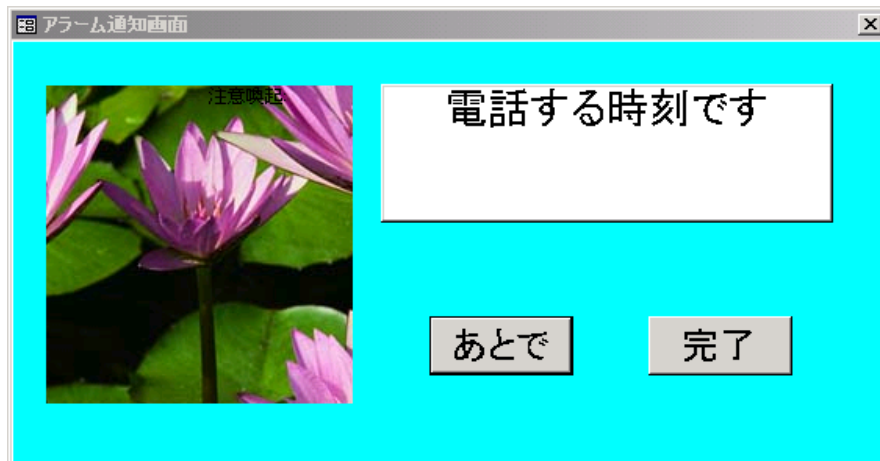 アラーム通知画面
注意喚起
電話する時刻です
あとで
完了